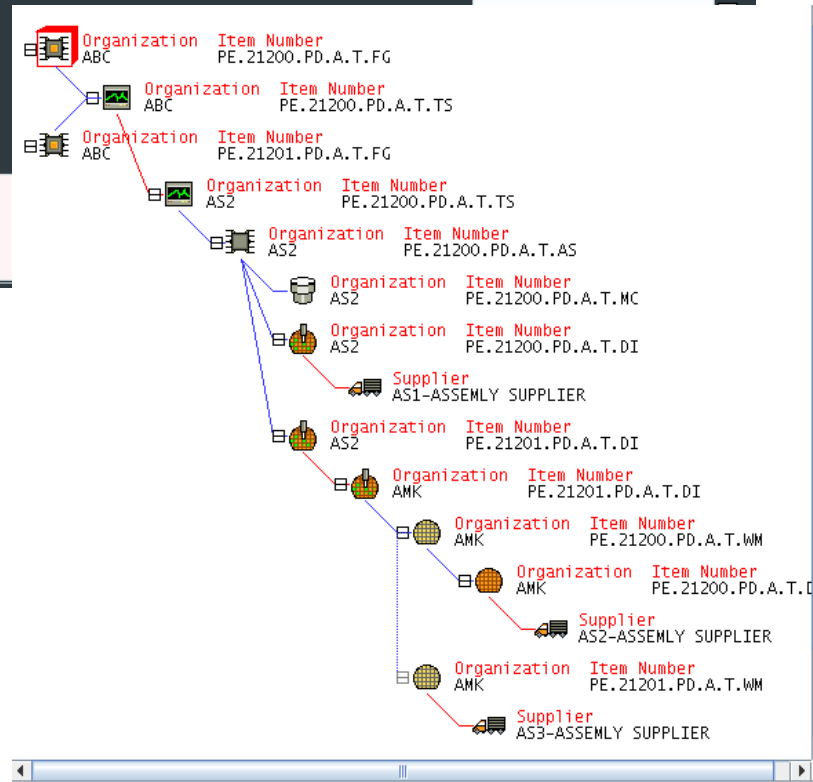 Organization Item Number
ABC PE.21200.PD.A.T.FG
Organization Item Number
ABC PE.21200.PD.A.T.TS
Organization Item Number
ABC PE.21201.PD.A.T.FG
Organization Item Number
AS2 PE.21200.PD.A.T.TS
Organization Item Number
AS2 PE.21200.PD.A.T.AS
Organization Item Number
AS2 PE.21200.PD.A.T.MC
Organization Item Number
AS2 PE.21200.PD.A.T.DI
Supplier
AS1-ASSEMLY SUPPLIER
Organization Item Number
AS2 PE.21201.PD.A.T.DI
Organization Item Number
AMK PE.21201.PD.A.T.DI
Organization Item Number
AMK PE.21200.PD.A.T.WM
Organization Item Number
AMK
Supplier
AS2-ASSEMLY SUPPLIER
Organization Item Number
AMK PE.21201.PD.A.T.WM
Supplier
AS3-ASSEMLY SUPPLIER